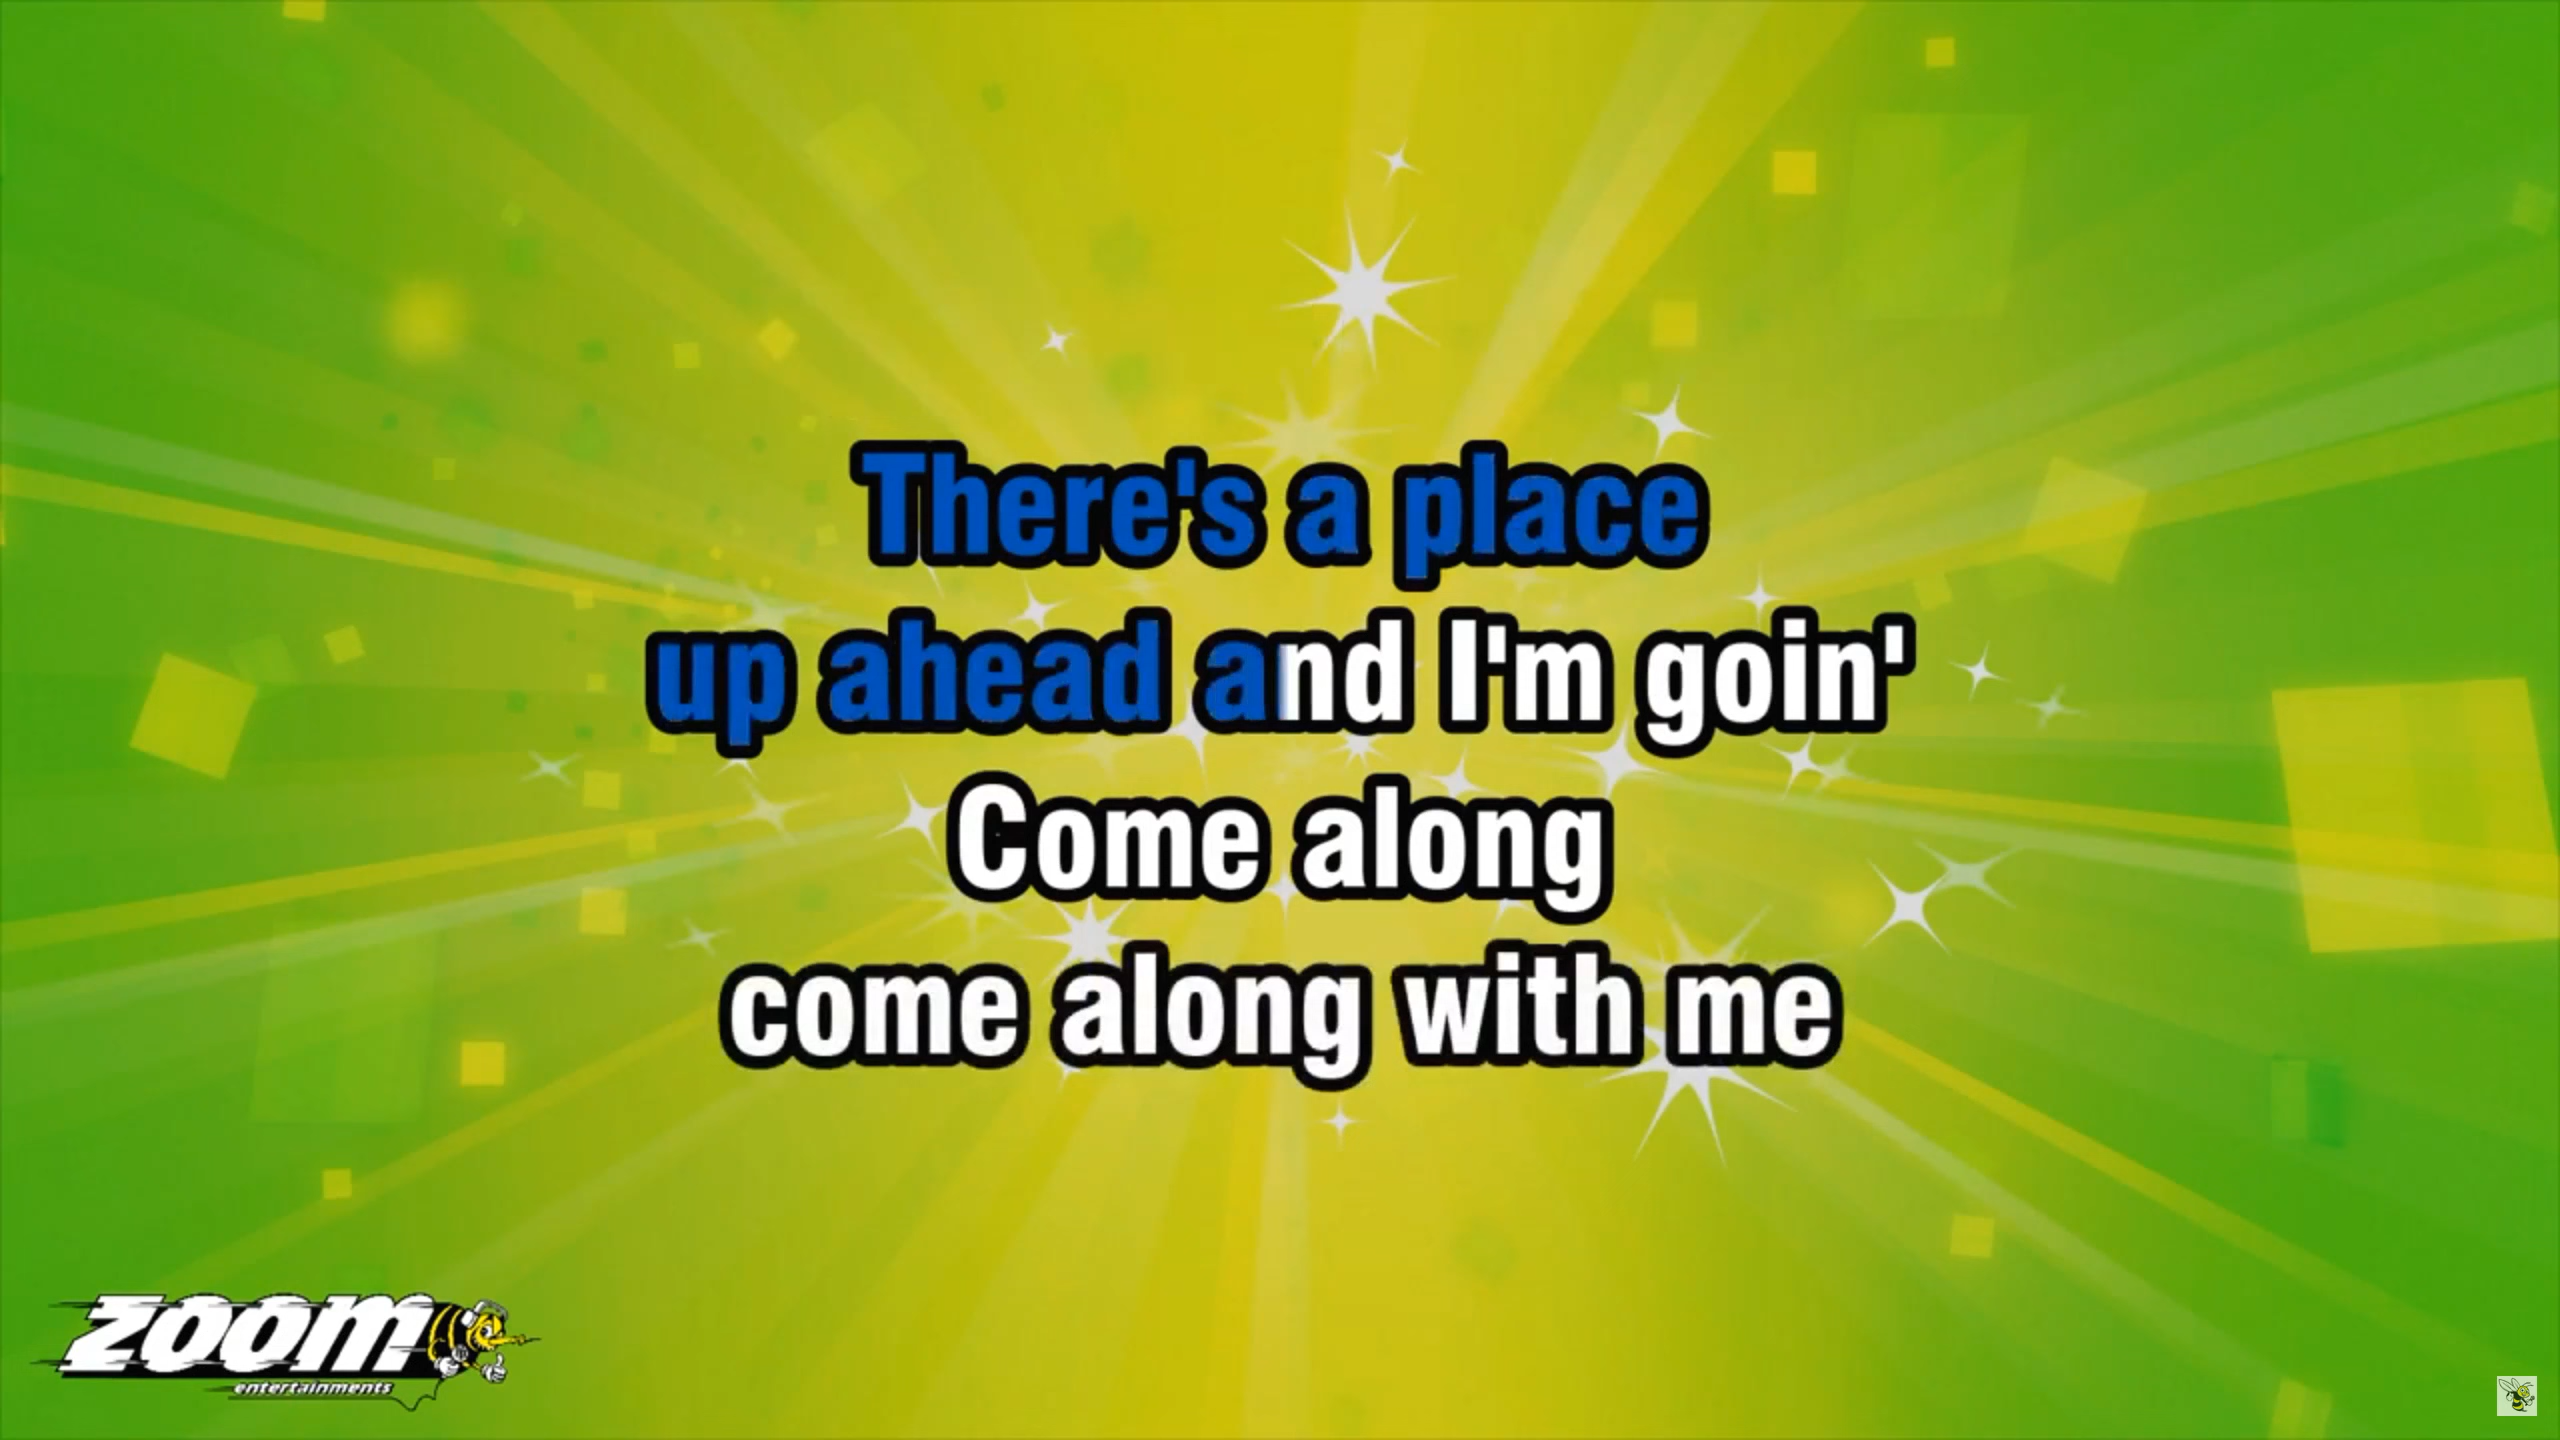 There's a place
up ahead and I'm goin'
Come along
come along with me
zoom
entertainments